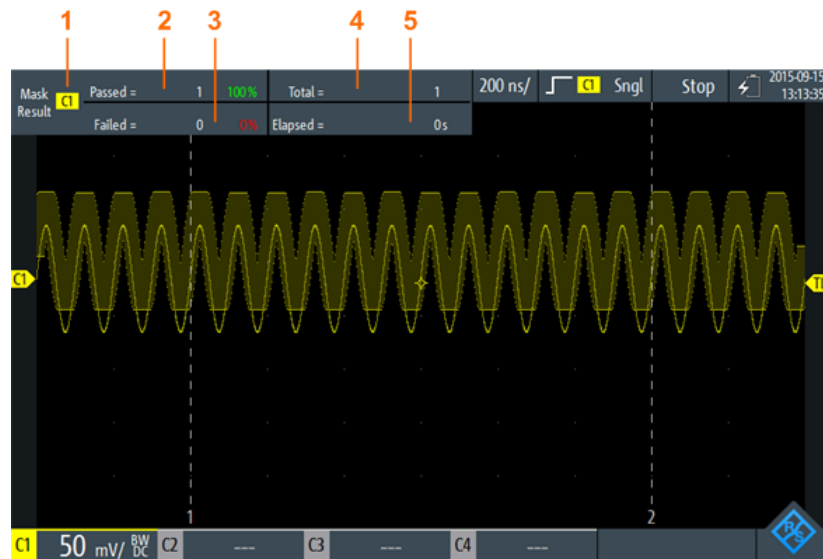 1 2 3 4 5
Mask Result C1 Passed = 1 100% Total = 1 200 ns/ C1 Sngl Stop 2015-09-15
13:13:35
Failed = 0 0% Elapsed = 0 s
C1
TL
1 2
C1 50 mV/ BW DC C2 --- C3 --- C4 ---
R&S